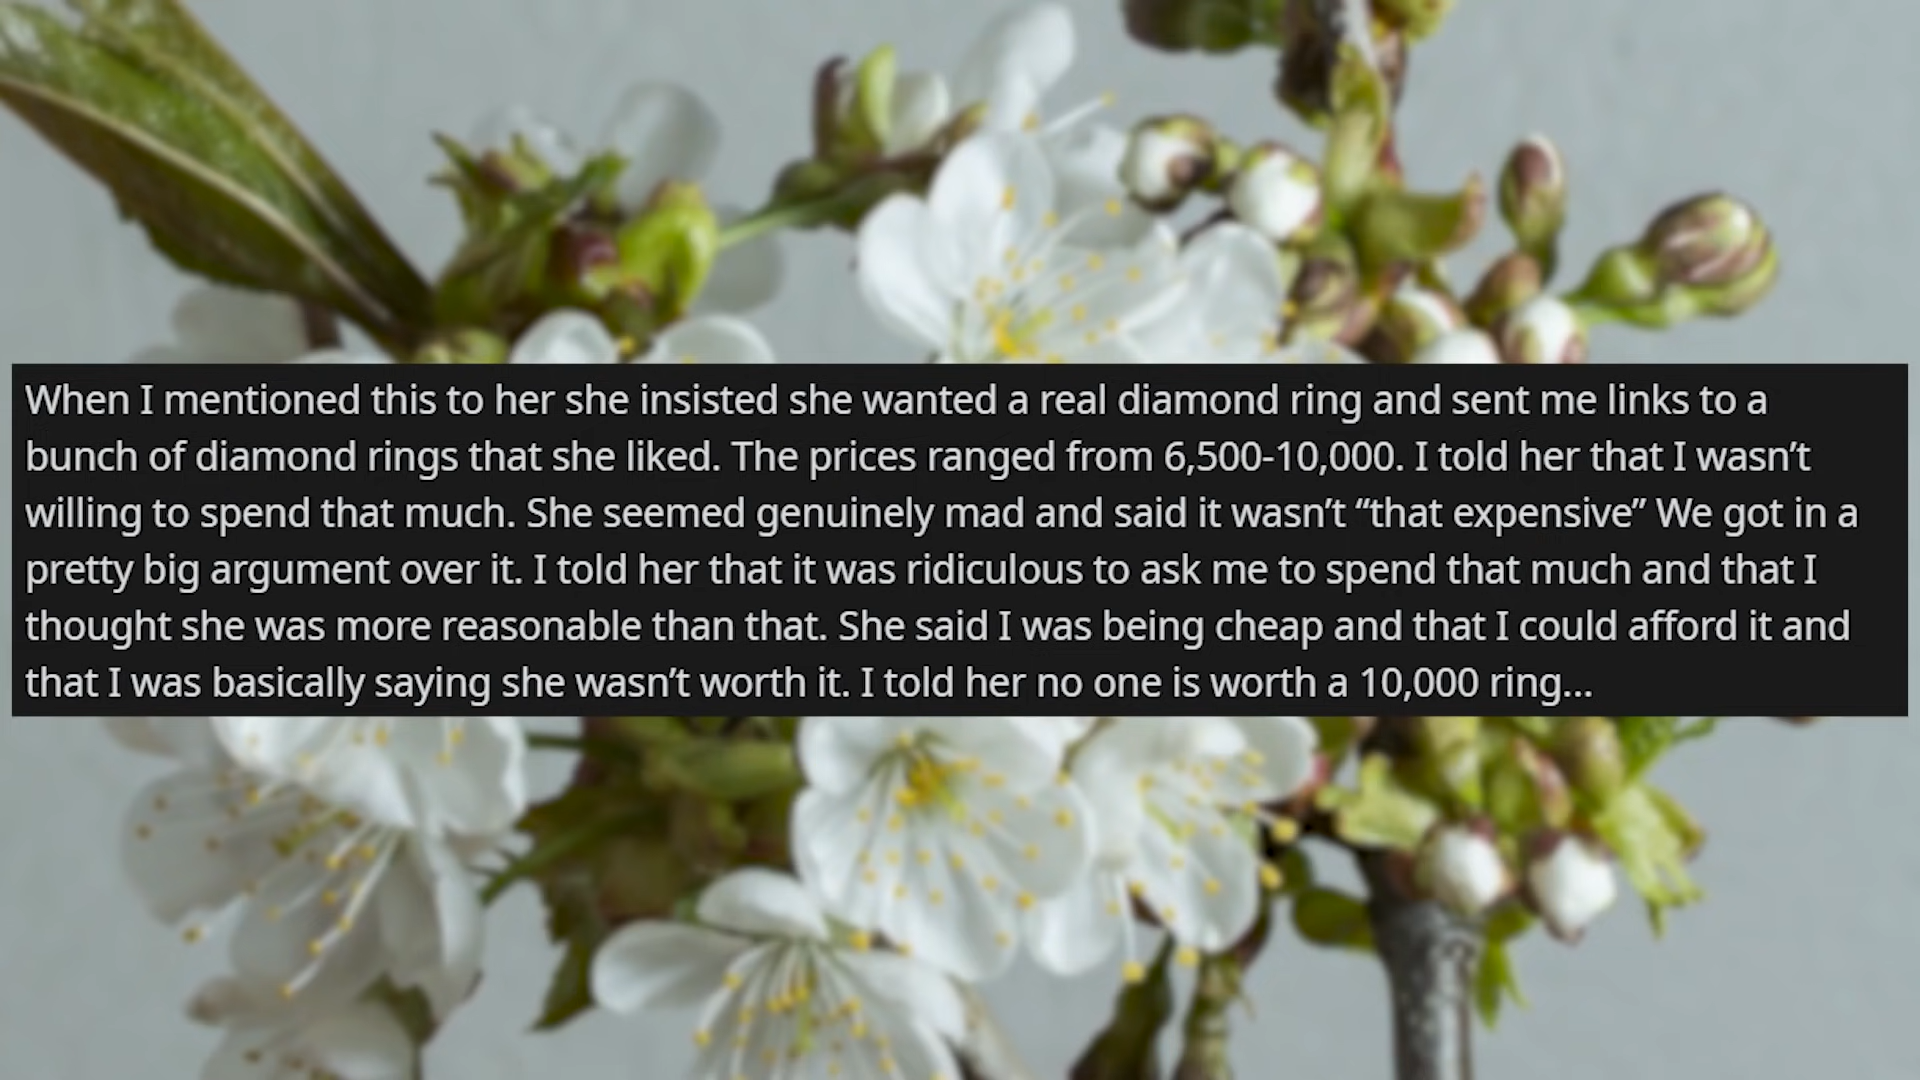 When I mentioned this to her she insisted she wanted a real diamond ring and sent me links to a
bunch of diamond rings that she liked. The prices ranged from 6,500-10,000. I told her that I wasn’t
willing to spend that much. She seemed genuinely mad and said it wasn’t “that expensive” We got in a
pretty big argument over it. I told her that it was ridiculous to ask me to spend that much and that I
thought she was more reasonable than that. She said I was being cheap and that I could afford it and
that I was basically saying she wasn’t worth it. I told her no one is worth a 10,000 ring...